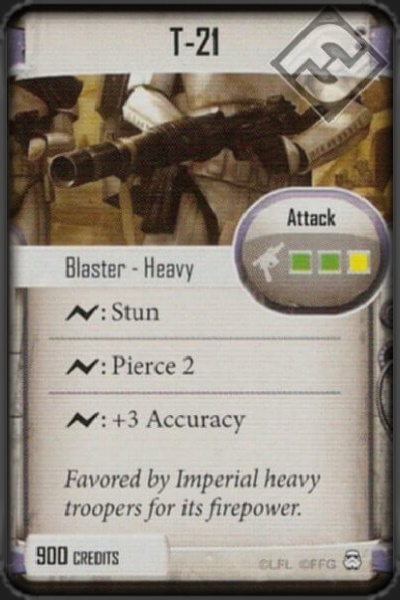 T-21
Attack
Blaster - Heavy
: Stun
: Pierce 2
: +3 Accuracy
Favored by Imperial heavy
troopers for its firepower.
900 CREDITS
©LFL ©FFG